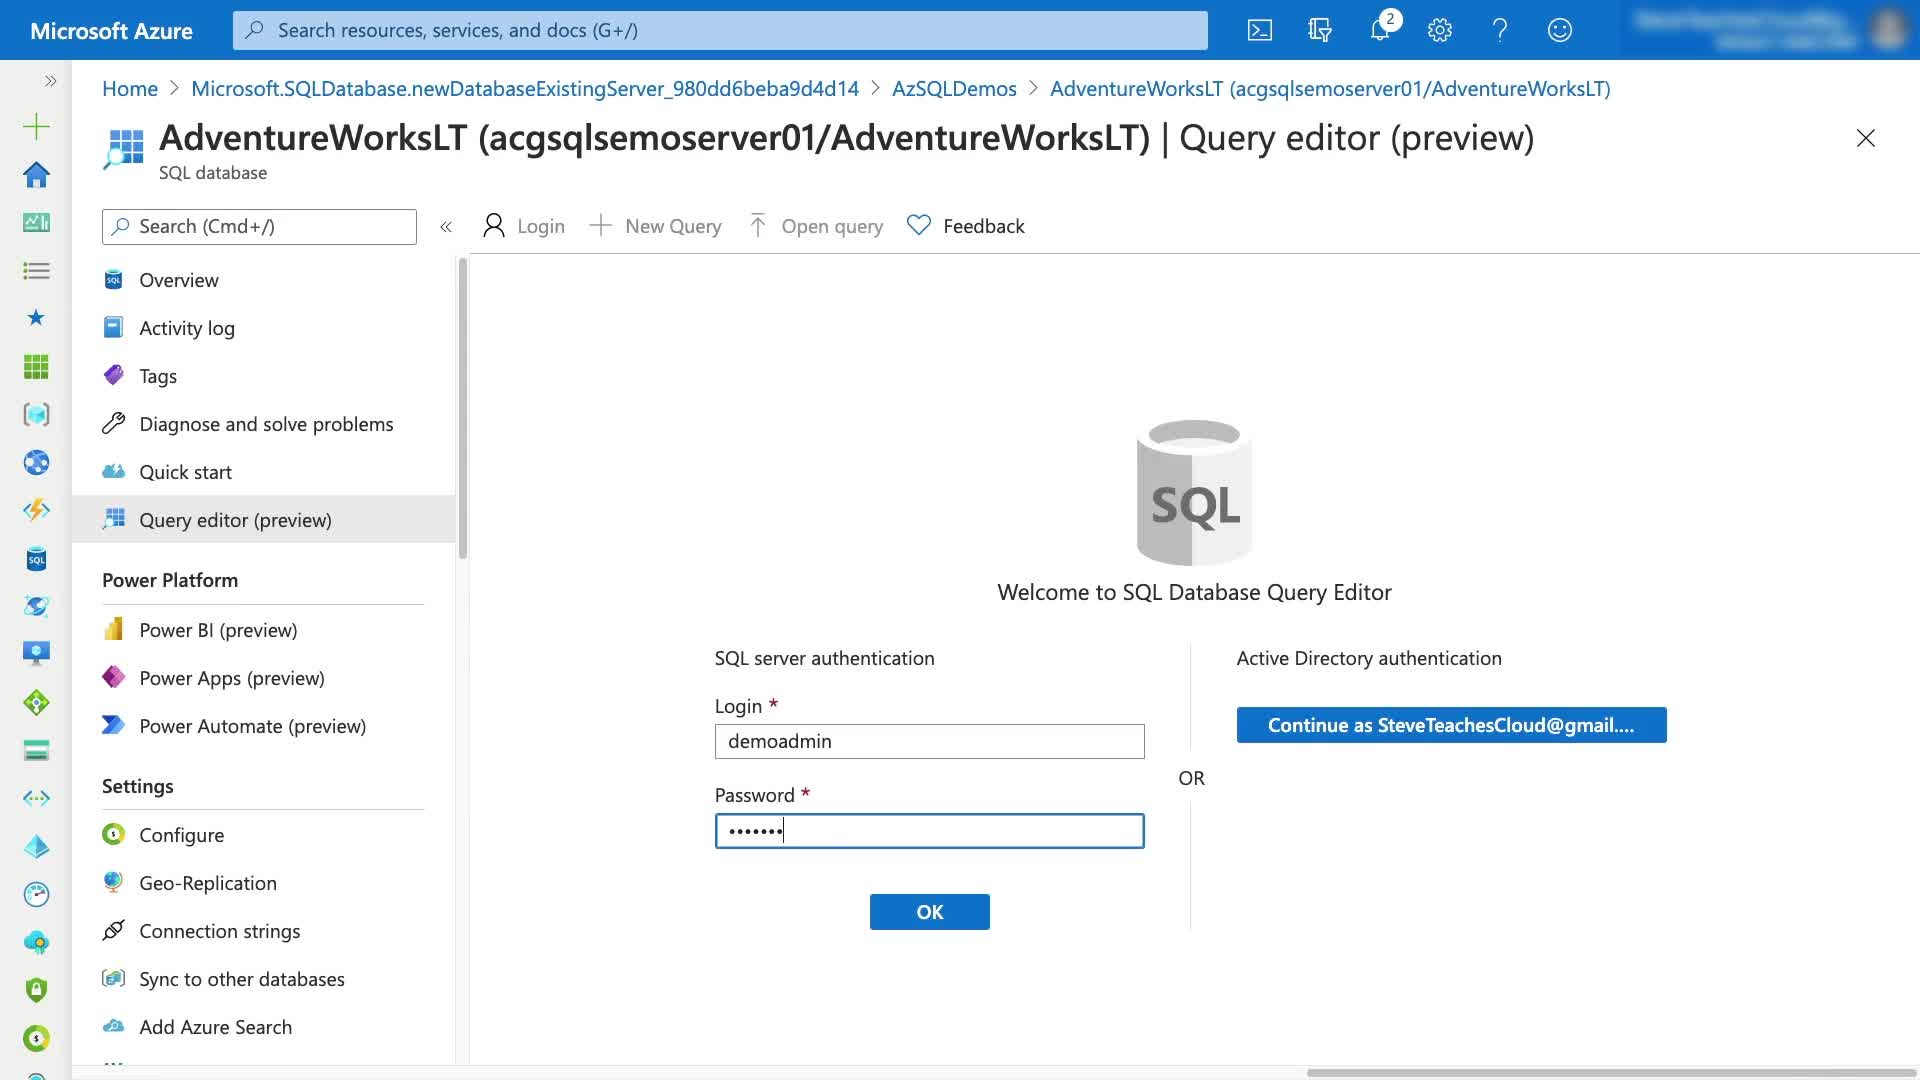 Microsoft Azure
Search resources, services, and docs (G+/)
2
Home > Microsoft.SQLDatabase.newDatabaseExistingServer_980dd6beba9d4d14 > AzSQLDemos > AdventureWorksLT (acgsqlsemoserver01/AdventureWorksLT)
AdventureWorksLT (acgsqlsemoserver01/AdventureWorksLT) | Query editor (preview)
SQL database
Search (Cmd+/)
Login
New Query
Open query
Feedback
Overview
Activity log
Tags
Diagnose and solve problems
Quick start
Query editor (preview)
Power Platform
Power BI (preview)
Power Apps (preview)
Power Automate (preview)
Settings
Configure
Geo-Replication
Connection strings
Sync to other databases
Add Azure Search
SQL
Welcome to SQL Database Query Editor
SQL server authentication
Login *
demoadmin
Password *
•••••••
OK
OR
Active Directory authentication
Continue as SteveTeachesCloud@gmail....